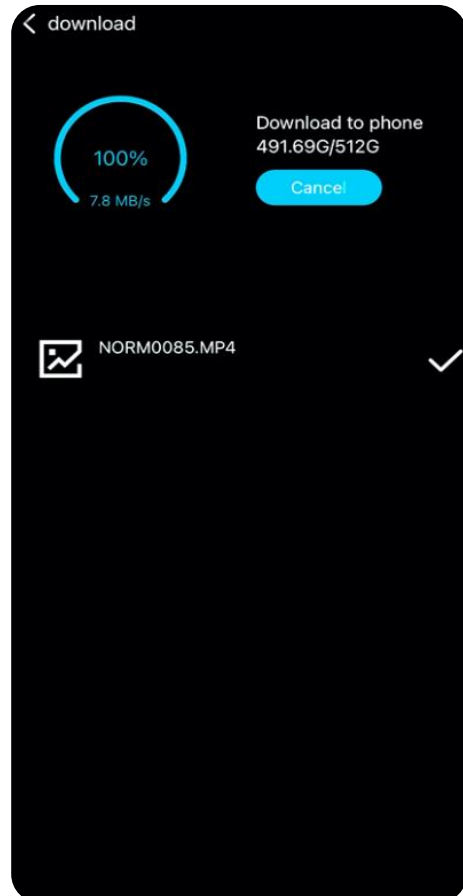 download
100%
7.8 MB/s
Download to phone
491.69G/512G
Cancel
NORM0085.MP4